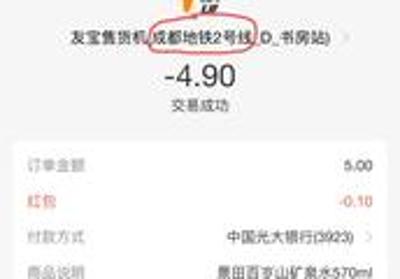 友宝售货机(成都地铁2号线_D_书房站)
-4.90
交易成功
订单金额 5.00
红包 -0.10
付款方式 中国光大银行(3923)
商品说明 景田百岁山矿泉水570ml